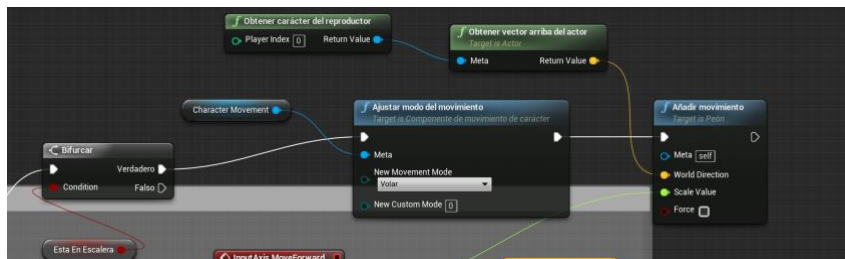 Obtener carácter del reproductor
Player Index 0 Return Value
Obtener vector arriba del actor
Target is Actor
Meta Return Value
Character Movement
Ajustar modo del movimiento
Target is Componente de movimiento de carácter
Meta
New Movement Mode
Volar
New Custom Mode 0
Añadir movimiento
Target is Peón
Meta self
World Direction
Scale Value
Force
Bifurcar
Verdadero
Condition Falso
Esta En Escalera
InputAxis MoveForward